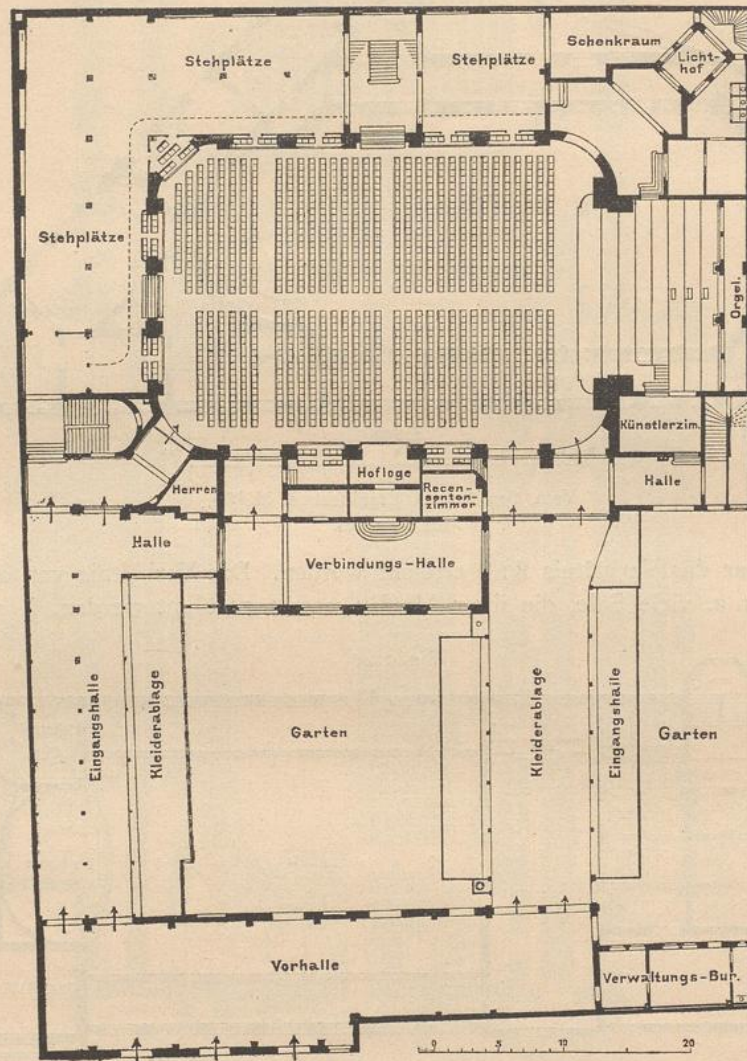 Stehplätze
Stehplätze
Schenkraum
Licht-
hof
Stehplätze
Orgel.
Künstlerzim.
Herren
Hofloge
Recen-
senten-
zimmer
Halle
Halle
Verbindungs-Halle
Eingangshalle
Kleiderablage
Garten
Kleiderablage
Eingangshalle
Garten
Vorhalle
Verwaltungs-Bur.
0 5 10 20